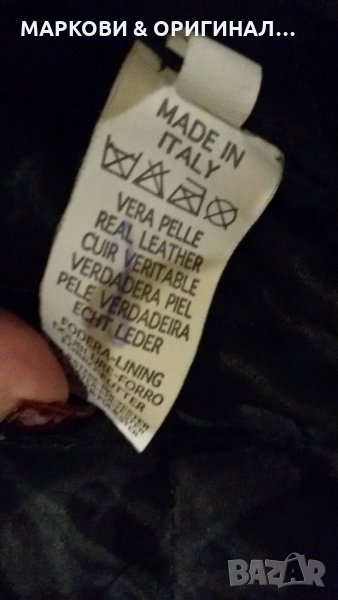 МАРКОВИ & ОРИГИНАЛ...
MADE IN
ITALY
VERA PELLE
REAL LEATHER
CUIR VERITABLE
VERDADERA PIEL
PELE VERDADEIRA
ECHT LEDER
FODERA-LINING
BAZAR